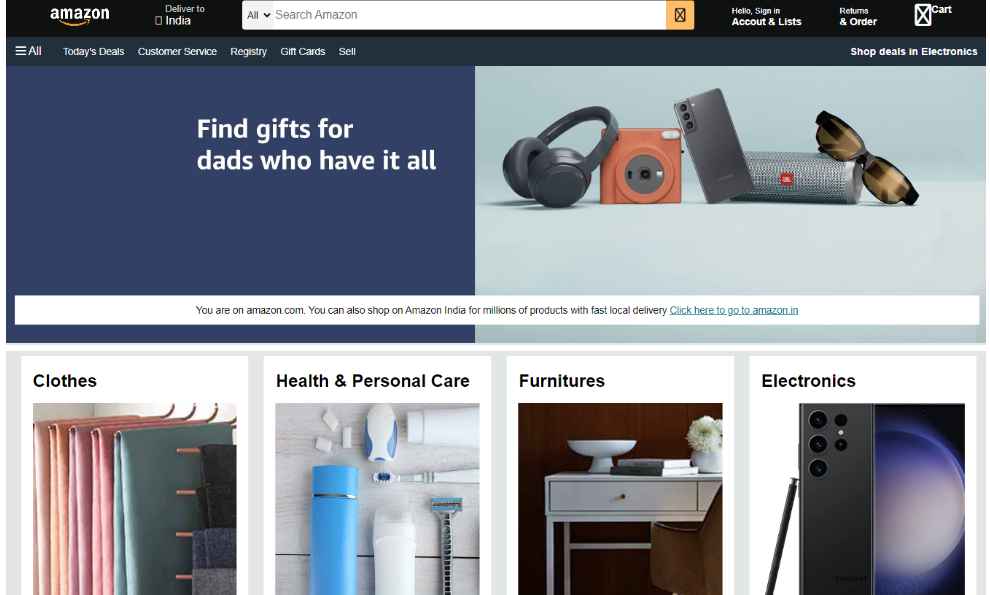 amazon
Deliver to
India
All
Search Amazon
Hello, Sign in
Accout & Lists
Returns
& Order
Cart
All
Today's Deals
Customer Service
Registry
Gift Cards
Sell
Shop deals in Electronics
Find gifts for
dads who have it all
JBL
You are on amazon.com. You can also shop on Amazon India for millions of products with fast local delivery Click here to go to amazon.in
Clothes
Health & Personal Care
Furnitures
Electronics